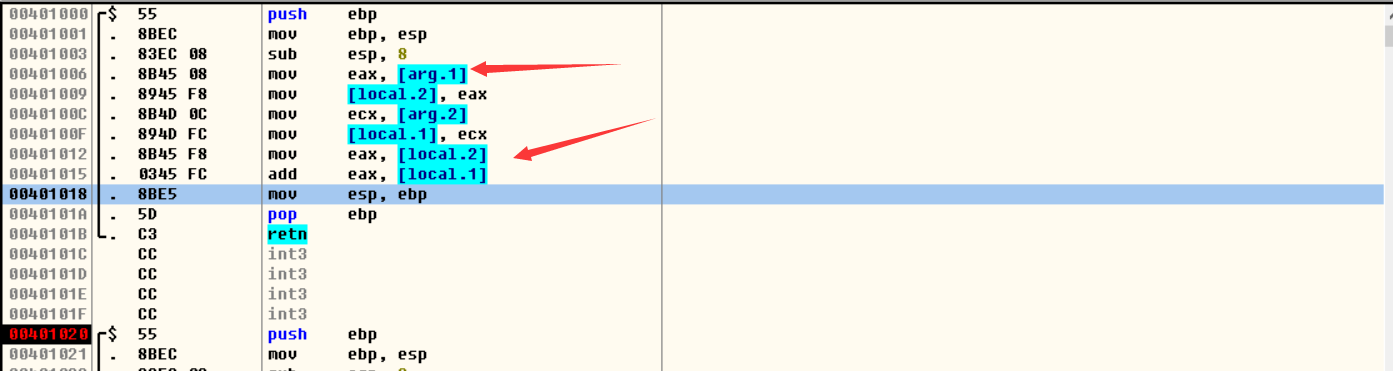 00401000 $ 55 push ebp
00401001 . 8BEC mov ebp, esp
00401003 . 83EC 08 sub esp, 8
00401006 . 8B45 08 mov eax, [arg.1]
00401009 . 8945 F8 mov [local.2], eax
0040100C . 8B4D 0C mov ecx, [arg.2]
0040100F . 894D FC mov [local.1], ecx
00401012 . 8B45 F8 mov eax, [local.2]
00401015 . 0345 FC add eax, [local.1]
00401018 . 8BE5 mov esp, ebp
0040101A . 5D pop ebp
0040101B . C3 retn
0040101C CC int3
0040101D CC int3
0040101E CC int3
0040101F CC int3
00401020 $ 55 push ebp
00401021 . 8BEC mov ebp, esp